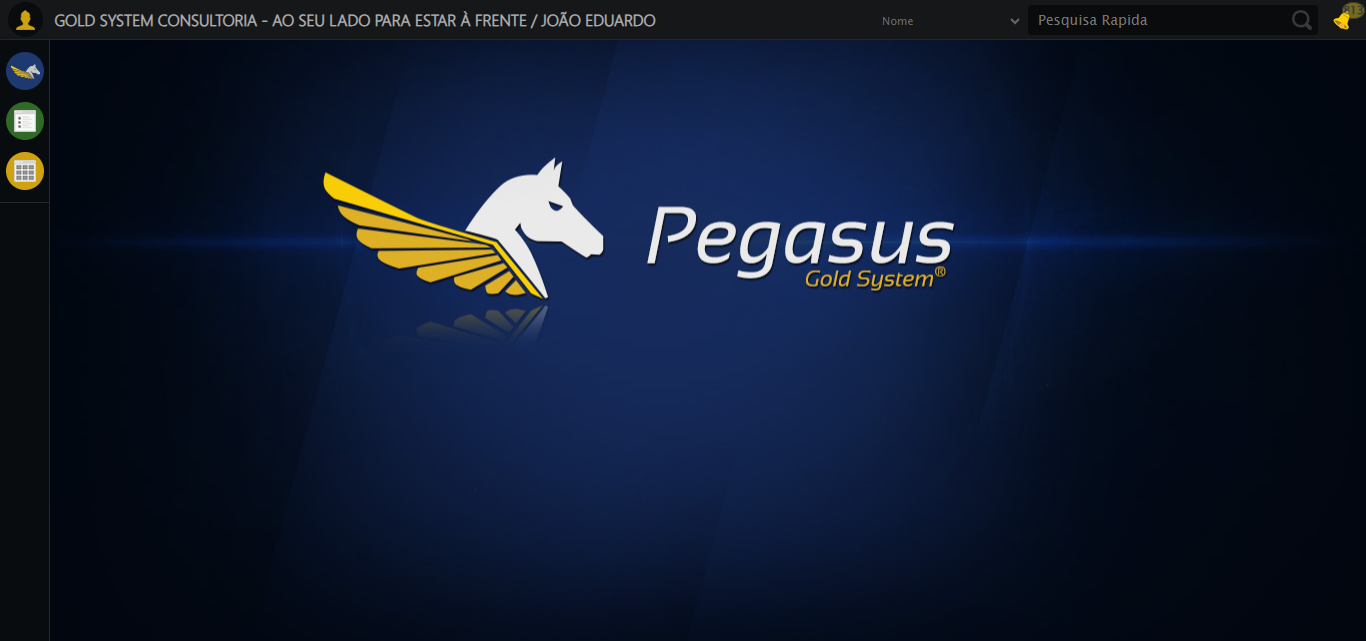 GOLD SYSTEM CONSULTORIA - AO SEU LADO PARA ESTAR À FRENTE / JOÃO EDUARDO
Nome
Pesquisa Rapida
Pegasus
Gold System®